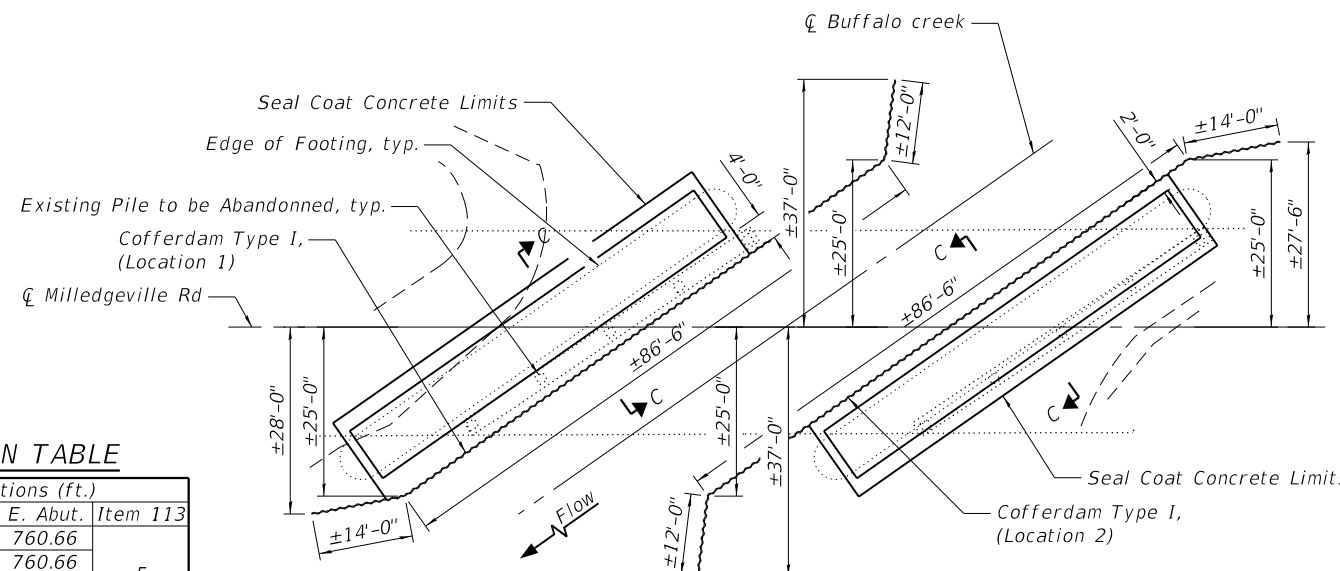 ℄ Buffalo creek
Seal Coat Concrete Limits
Edge of Footing, typ.
Existing Pile to be Abandonned, typ.
Cofferdam Type I,
(Location 1)
℄ Milledgeville Rd
4'-0"
±37'-0"
±25'-0'
±12'-0"
2'-0"
±14'-0"
±25'-0"
±27'-6"
C
C
±86'-6"
±86'-6"
±28'-0"
±25'-0"
C
C
±25'-0"
±37'-0"
±14'-0"
Flow
±12'-0"
Seal Coat Concrete Limit
Cofferdam Type I,
(Location 2)
N TABLE
tions (ft.)
E. Abut.
Item 113
760.66
760.66